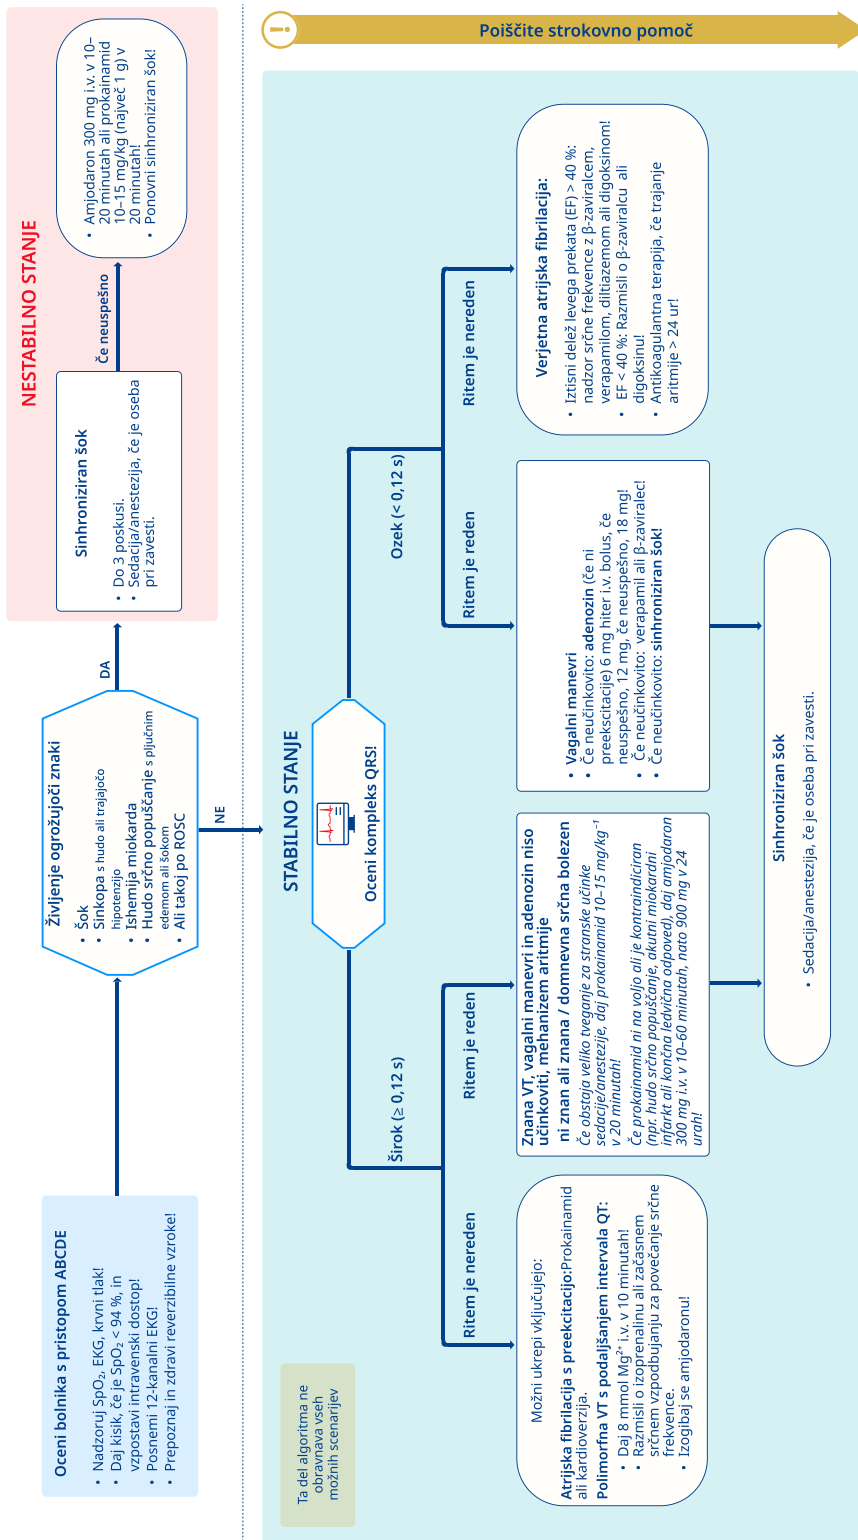 Oceni bolnika s pristopom ABCDE
• Nadzoruj SpO₂, EKG, krvni tlak!
• Daj kisik, če je SpO₂ < 94 %, in
vzpostavi intravenski dostop!
• Posnemi 12-kanalni EKG!
• Prepoznaj in zdravi reverzibilne vzroke!
Življenje ogrožujoči znaki
• Šok
• Sinkopa s hudo ali trajajočo
hipotenzijo
• Ishemija miokarda
• Hudo srčno popuščanje s pljučnim
edemom ali šokom
• Ali takoj po ROSC
DA
NE
NESTABILNO STANJE
Sinhroniziran šok
• Do 3 poskusi.
• Sedacija/anestezija, če je oseba
pri zavesti.
Če neuspešno
• Amjodaron 300 mg i.v. v 10–
20 minutah ali prokainamid
10–15 mg/kg (največ 1 g) v
20 minutah!
• Ponovni sinhroniziran šok!
Poiščite strokovno pomoč
STABILNO STANJE
Oceni kompleks QRS!
Ta del algoritma ne
obravnava vseh
možnih scenarijev
Širok (≥ 0,12 s)
Ozek (< 0,12 s)
Ritem je nereden
Ritem je reden
Ritem je reden
Ritem je nereden
Možni ukrepi vključujejo:
Atrijska fibrilacija s preekcitacijo:Prokainamid
ali kardioverzija.
Polimorfna VT s podaljšanjem intervala QT:
• Daj 8 mmol Mg²⁺ i.v. v 10 minutah!
• Razmisli o izoprenalinu ali začasnem
srčnem vzpodbujanju za povečanje srčne
frekvence.
• Izogibaj se amjodaronu!
Znana VT, vagalni manevri in adenozin niso
učinkoviti, mehanizem aritmije
ni znan ali znana / domnevna srčna bolezen
Če obstaja veliko tveganje za stranske učinke
sedacije/anestezije, daj prokainamid 10–15 mg/kg⁻¹
v 20 minutah!
Če prokainamid ni na voljo ali je kontraindiciran
(npr. hudo srčno popuščanje, akutni miokardni
infarkt ali končna ledvična odpoved), daj amjodaron
300 mg i.v. v 10–60 minutah, nato 900 mg v 24
urah!
• Vagalni manevri
• Če neučinkovito: adenozin (če ni
preekscitacije) 6 mg hiter i.v. bolus, če
neuspešno, 12 mg, če neuspešno, 18 mg!
• Če neučinkovito: verapamil ali β-zaviralec!
• Če neučinkovito: sinhroniziran šok!
Verjetna atrijska fibrilacija:
• Iztisni delež levega prekata (EF) > 40 %:
nadzor srčne frekvence z β-zaviralcem,
verapamilom, diltiazemom ali digoksinom!
• EF < 40 %: Razmisli o β-zaviralcu ali
digoksinu!
• Antikoagulantna terapija, če trajanje
aritmije > 24 ur!
Sinhroniziran šok
• Sedacija/anestezija, če je oseba pri zavesti.